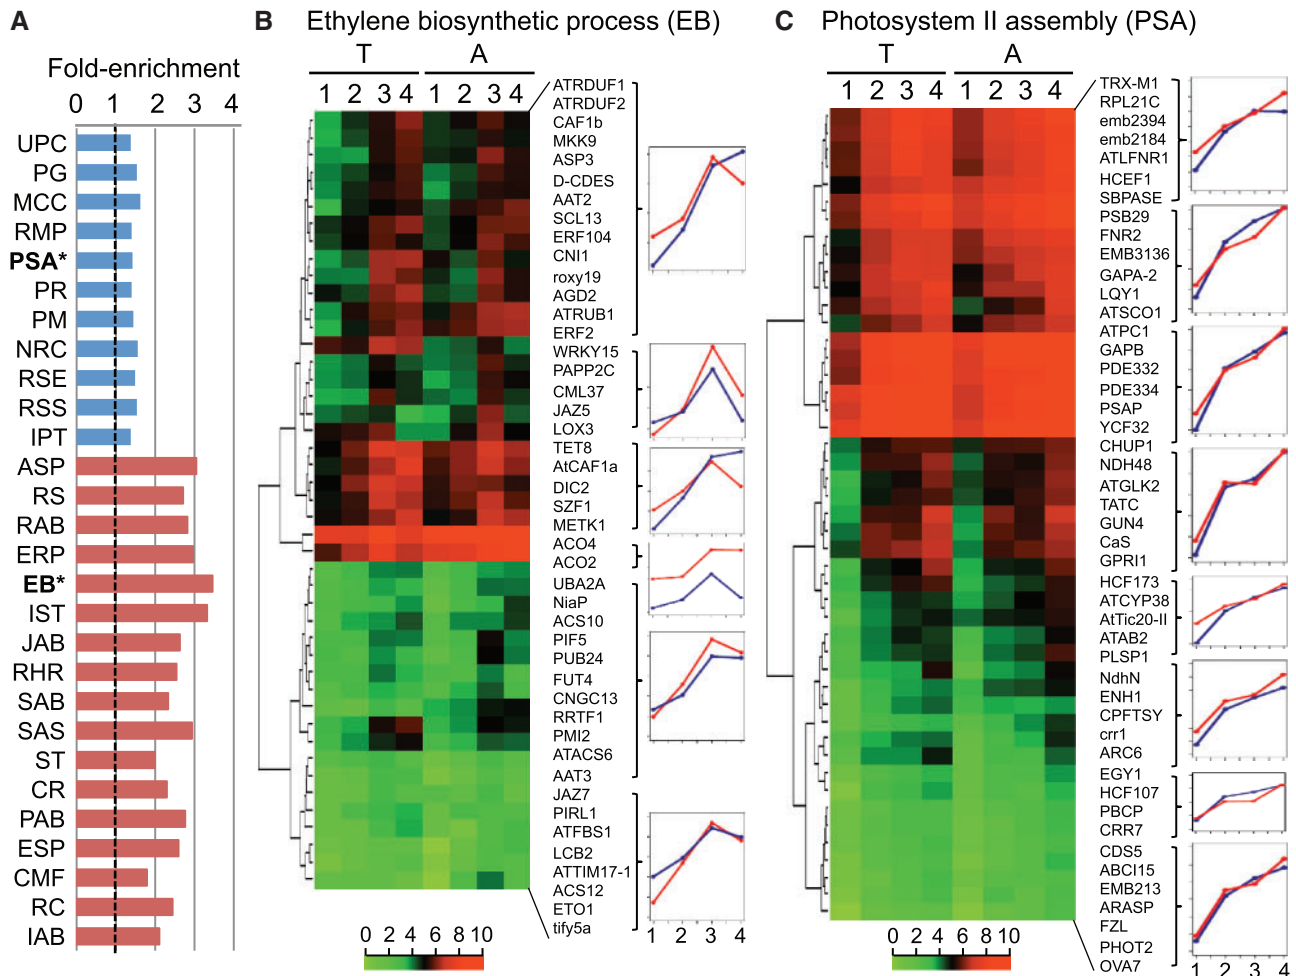 A
Fold-enrichment
0 1 2 3 4
UPC
PG
MCC
RMP
PSA*
PR
PM
NRC
RSE
RSS
IPT
ASP
RS
RAB
ERP
EB*
IST
JAB
RHR
SAB
SAS
ST
CR
PAB
ESP
CMF
RC
IAB
B Ethylene biosynthetic process (EB)
T A
1 2 3 4 1 2 3 4
ATRDUF1
ATRDUF2
CAF1b
MKK9
ASP3
D-CDES
AAT2
SCL13
ERF104
CNI1
roxy19
AGD2
ATRUB1
ERF2
WRKY15
PAPP2C
CML37
JAZ5
LOX3
TET8
AtCAF1a
DIC2
SZF1
METK1
ACO4
ACO2
UBA2A
NiaP
ACS10
PIF5
PUB24
FUT4
CNGC13
RRTF1
PMI2
ATACS6
AAT3
JAZ7
PIRL1
ATFBS1
LCB2
ATTIM17-1
ACS12
ETO1
tify5a
1 2 3 4
0 2 4 6 8 10
C Photosystem II assembly (PSA)
T A
1 2 3 4 1 2 3 4
TRX-M1
RPL21C
emb2394
emb2184
ATLFNR1
HCEF1
SBPASE
PSB29
FNR2
EMB3136
GAPA-2
LQY1
ATSCO1
ATPC1
GAPB
PDE332
PDE334
PSAP
YCF32
CHUP1
NDH48
ATGLK2
TATC
GUN4
CaS
GPRI1
HCF173
ATCYP38
AtTic20-II
ATAB2
PLSP1
NdhN
ENH1
CPFTSY
crr1
ARC6
EGY1
HCF107
PBCP
CRR7
CDS5
ABCI15
EMB213
ARASP
FZL
PHOT2
OVA7
1 2 3 4
0 2 4 6 8 10